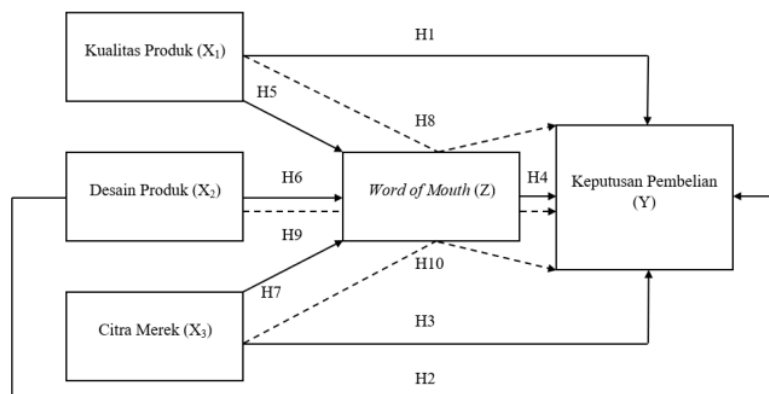 H1
Kualitas Produk (X₁)
H5
H8
Desain Produk (X₂)
H6
Word of Mouth (Z)
H4
Keputusan Pembelian
(Y)
H9
H10
H7
Citra Merek (X₃)
H3
H2